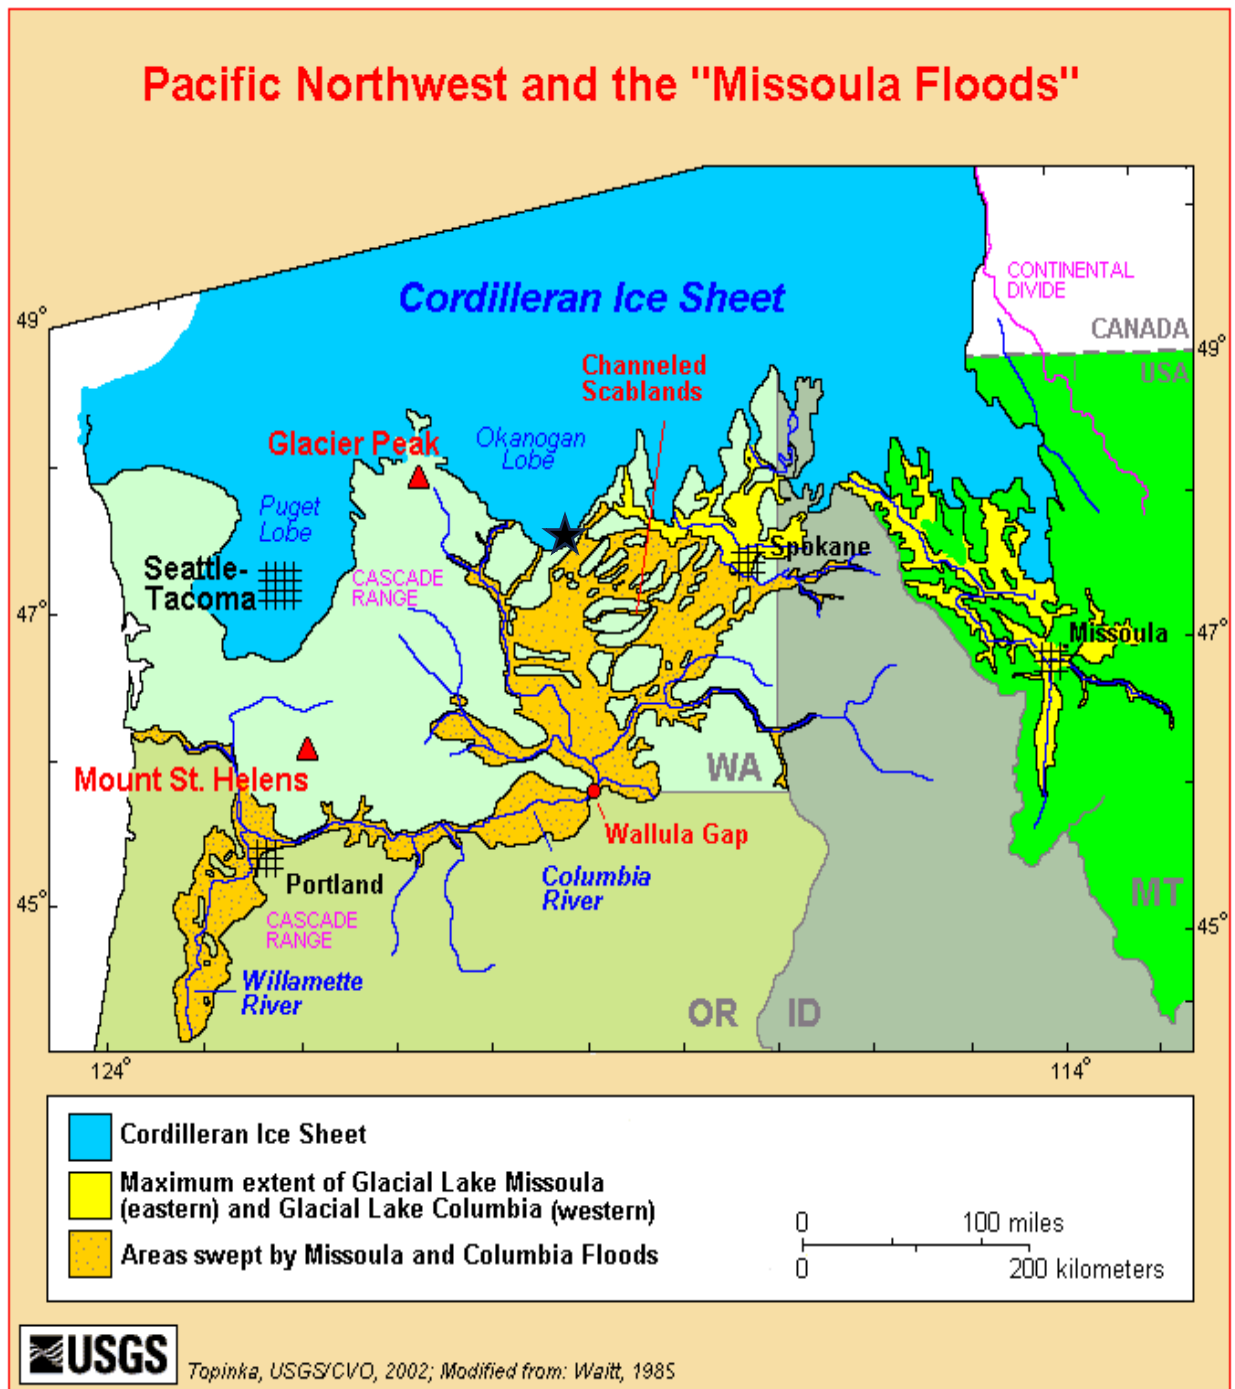 Pacific Northwest and the "Missoula Floods"
CONTINENTAL
DIVIDE
Cordilleran Ice Sheet
49°
CANADA
49°
USA
Channeled
Scablands
Glacier Peak
Okanogan
Lobe
Puget
Lobe
Spokane
Seattle-
Tacoma
CASCADE
RANGE
47°
47°
Missoula
WA
Mount St. Helens
Wallula Gap
Portland
Columbia
River
MT
45°
45°
CASCADE
RANGE
Willamette
River
OR
ID
124°
114°
Cordilleran Ice Sheet
Maximum extent of Glacial Lake Missoula
(eastern) and Glacial Lake Columbia (western)
Areas swept by Missoula and Columbia Floods
0 100 miles
0 200 kilometers
USGS
Topinka, USGS/CVO, 2002; Modified from: Waitt, 1985